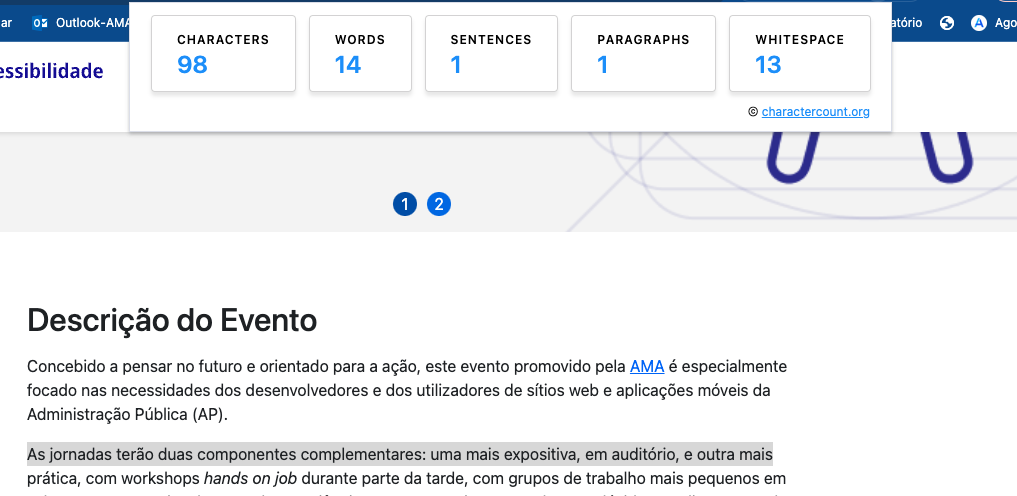 ar Outlook-AMA
CHARACTERS WORDS SENTENCES PARAGRAPHS WHITESPACE
98 14 1 1 13
© charactercount.org
atório A Ago
essibilidade
1 2
Descrição do Evento
Concebido a pensar no futuro e orientado para a ação, este evento promovido pela AMA é especialmente
focado nas necessidades dos desenvolvedores e dos utilizadores de sítios web e aplicações móveis da
Administração Pública (AP).
As jornadas terão duas componentes complementares: uma mais expositiva, em auditório, e outra mais
prática, com workshops hands on job durante parte da tarde, com grupos de trabalho mais pequenos em